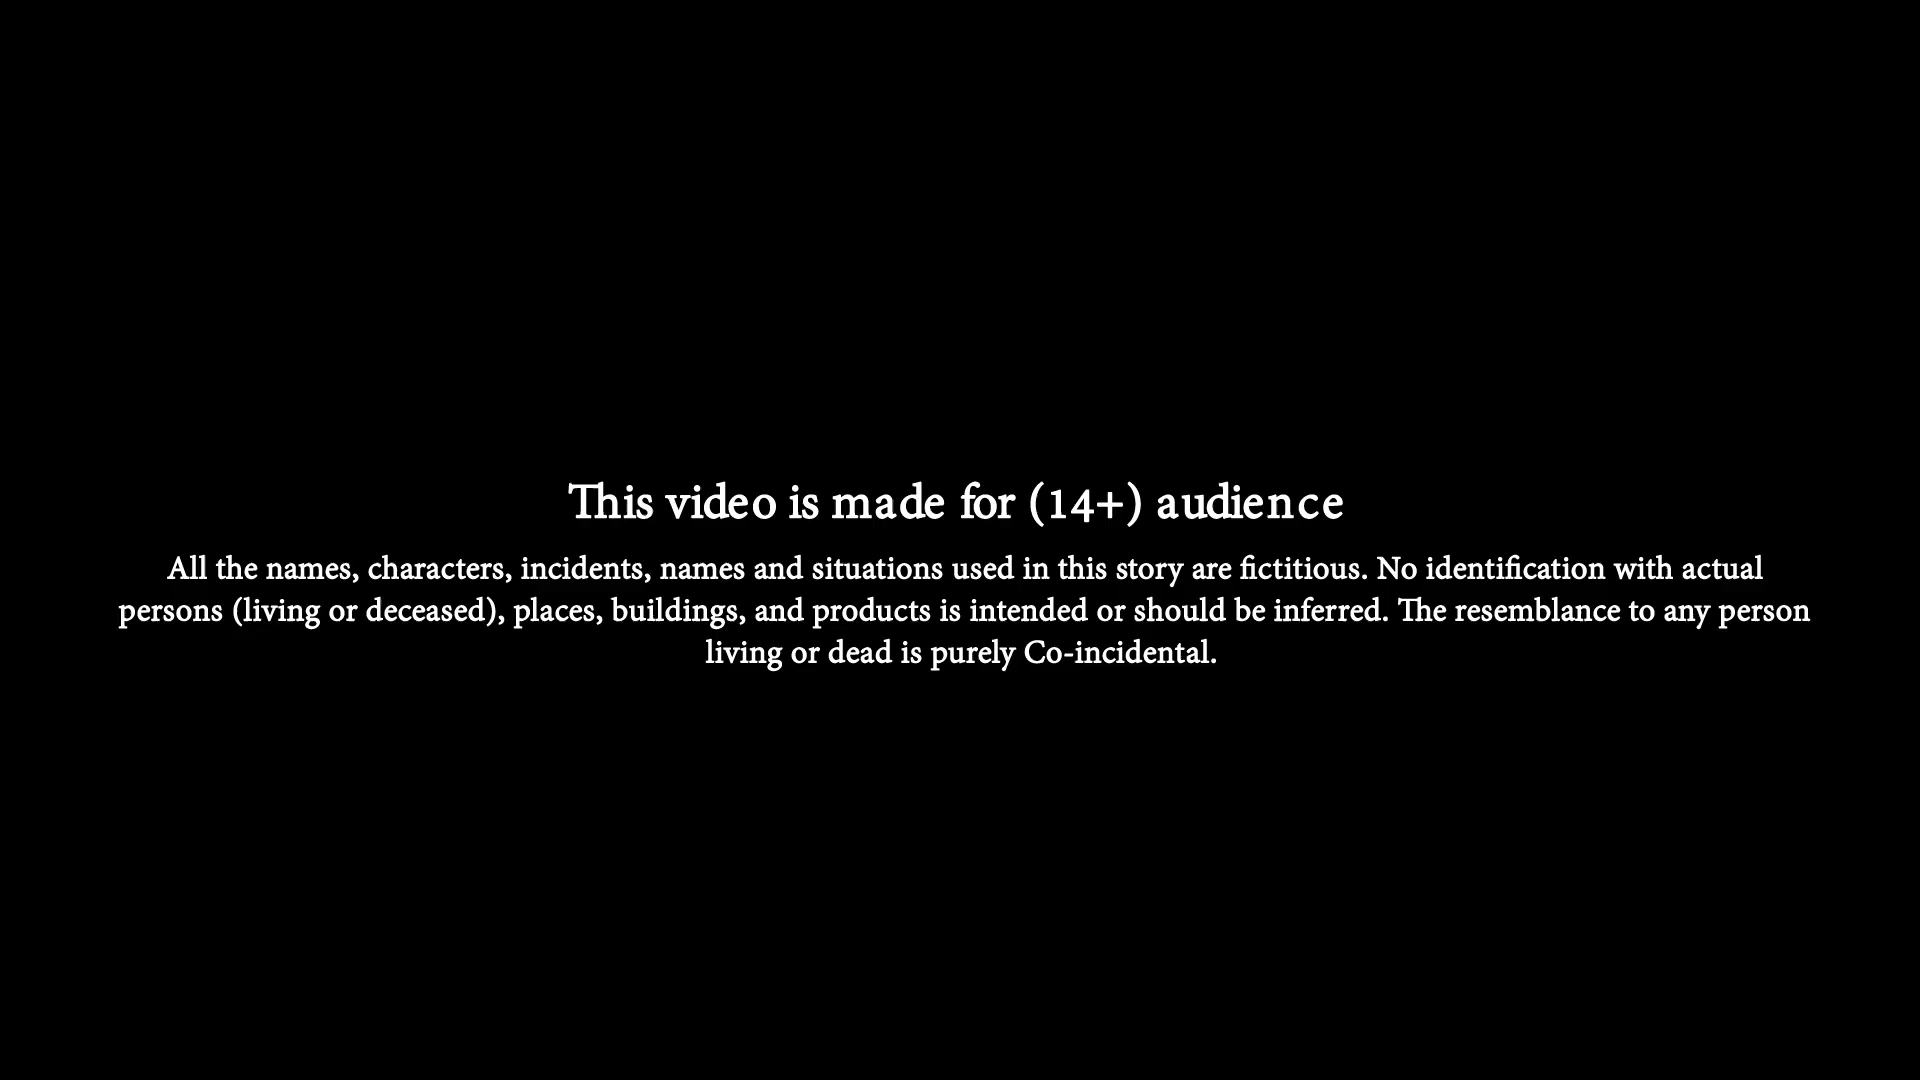 This video is made for (14+) audience
All the names, characters, incidents, names and situations used in this story are fictitious. No identification with actual
persons (living or deceased), places, buildings, and products is intended or should be inferred. The resemblance to any person
living or dead is purely Co-incidental.